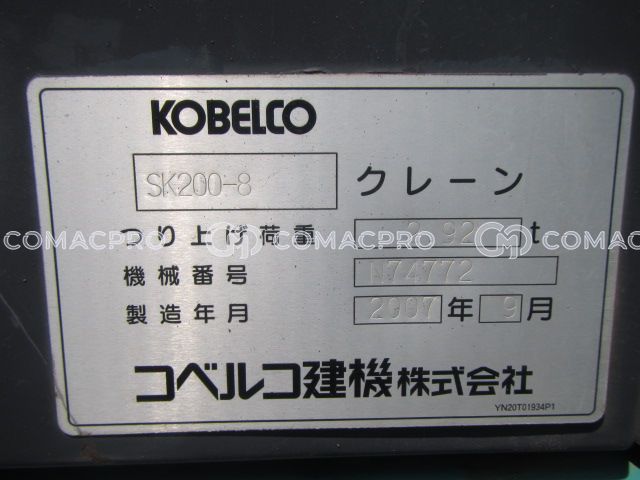 KOBELCO
SK200-8 クレーン
つり上げ荷重 2.92 t
機械番号 N74772
製造年月 2007 年 9 月
コベルコ建機株式会社
YN20T01934P1
COMACPRO COMACPRO COMACPRO